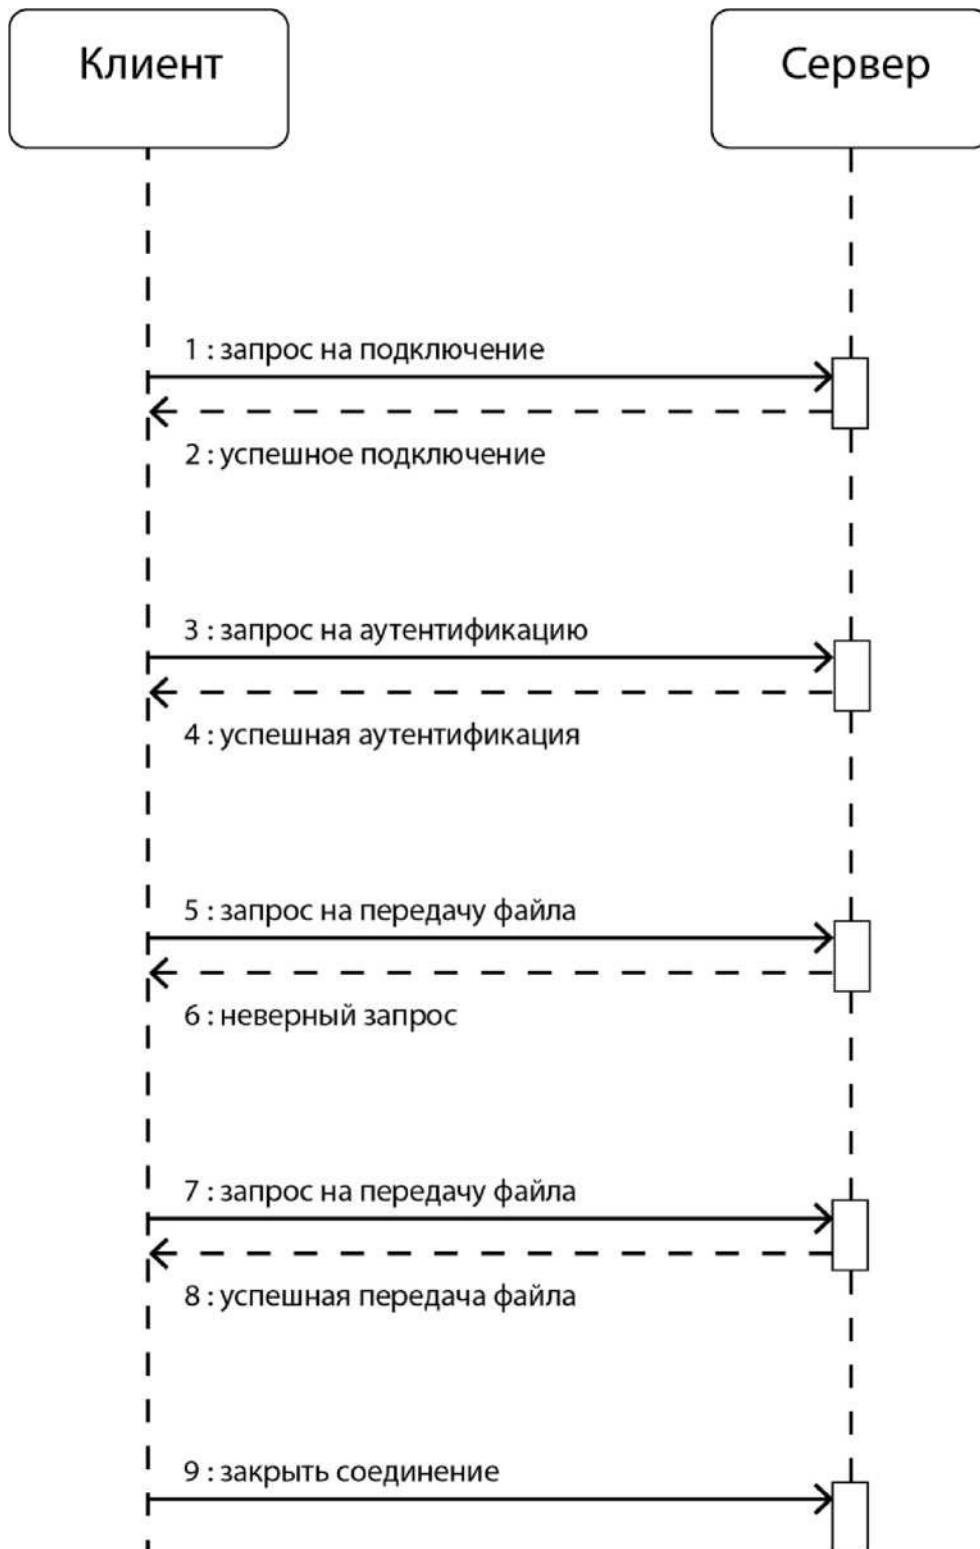 Клиент
Сервер
1 : запрос на подключение
2 : успешное подключение
3 : запрос на аутентификацию
4 : успешная аутентификация
5 : запрос на передачу файла
6 : неверный запрос
7 : запрос на передачу файла
8 : успешная передача файла
9 : закрыть соединение